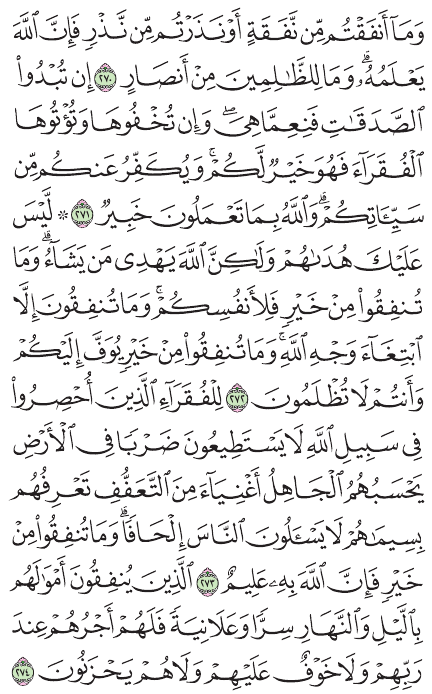 وَمَآ أَنفَقْتُم مِّن نَّفَقَةٍ أَوْ نَذَرْتُم مِّن نَّذْرٍ فَإِنَّ ٱللَّهَ
يَعْلَمُهُۥ ۗ وَمَا لِلظَّـٰلِمِينَ مِنْ أَنصَارٍ ٢٧٠ إِن تُبْدُوا۟
ٱلصَّدَقَـٰتِ فَنِعِمَّا هِىَ ۖ وَإِن تُخْفُوهَا وَتُؤْتُوهَا
ٱلْفُقَرَآءَ فَهُوَ خَيْرٌ لَّكُمْ ۚ وَيُكَفِّرُ عَنكُم مِّن
سَيِّـَٔاتِكُمْ ۗ وَٱللَّهُ بِمَا تَعْمَلُونَ خَبِيرٌ ٢٧١ ۞ لَّيْسَ
عَلَيْكَ هُدَىٰهُمْ وَلَـٰكِنَّ ٱللَّهَ يَهْدِى مَن يَشَآءُ ۗ وَمَا
تُنفِقُوا۟ مِنْ خَيْرٍ فَلِأَنفُسِكُمْ ۚ وَمَا تُنفِقُونَ إِلَّا
ٱبْتِغَآءَ وَجْهِ ٱللَّهِ ۚ وَمَا تُنفِقُوا۟ مِنْ خَيْرٍ يُوَفَّ إِلَيْكُمْ
وَأَنتُمْ لَا تُظْلَمُونَ ٢٧٢ لِلْفُقَرَآءِ ٱلَّذِينَ أُحْصِرُوا۟
فِى سَبِيلِ ٱللَّهِ لَا يَسْتَطِيعُونَ ضَرْبًا فِى ٱلْأَرْضِ
يَحْسَبُهُمُ ٱلْجَاهِلُ أَغْنِيَآءَ مِنَ ٱلتَّعَفُّفِ تَعْرِفُهُم
بِسِيمَـٰهُمْ لَا يَسْـَٔلُونَ ٱلنَّاسَ إِلْحَافًا ۗ وَمَا تُنفِقُوا۟ مِنْ
خَيْرٍ فَإِنَّ ٱللَّهَ بِهِۦ عَلِيمٌ ٢٧٣ ٱلَّذِينَ يُنفِقُونَ أَمْوَٰلَهُم
بِٱلَّيْلِ وَٱلنَّهَارِ سِرًّا وَعَلَانِيَةً فَلَهُمْ أَجْرُهُمْ عِندَ
رَبِّهِمْ وَلَا خَوْفٌ عَلَيْهِمْ وَلَا هُمْ يَحْزَنُونَ ٢٧٤